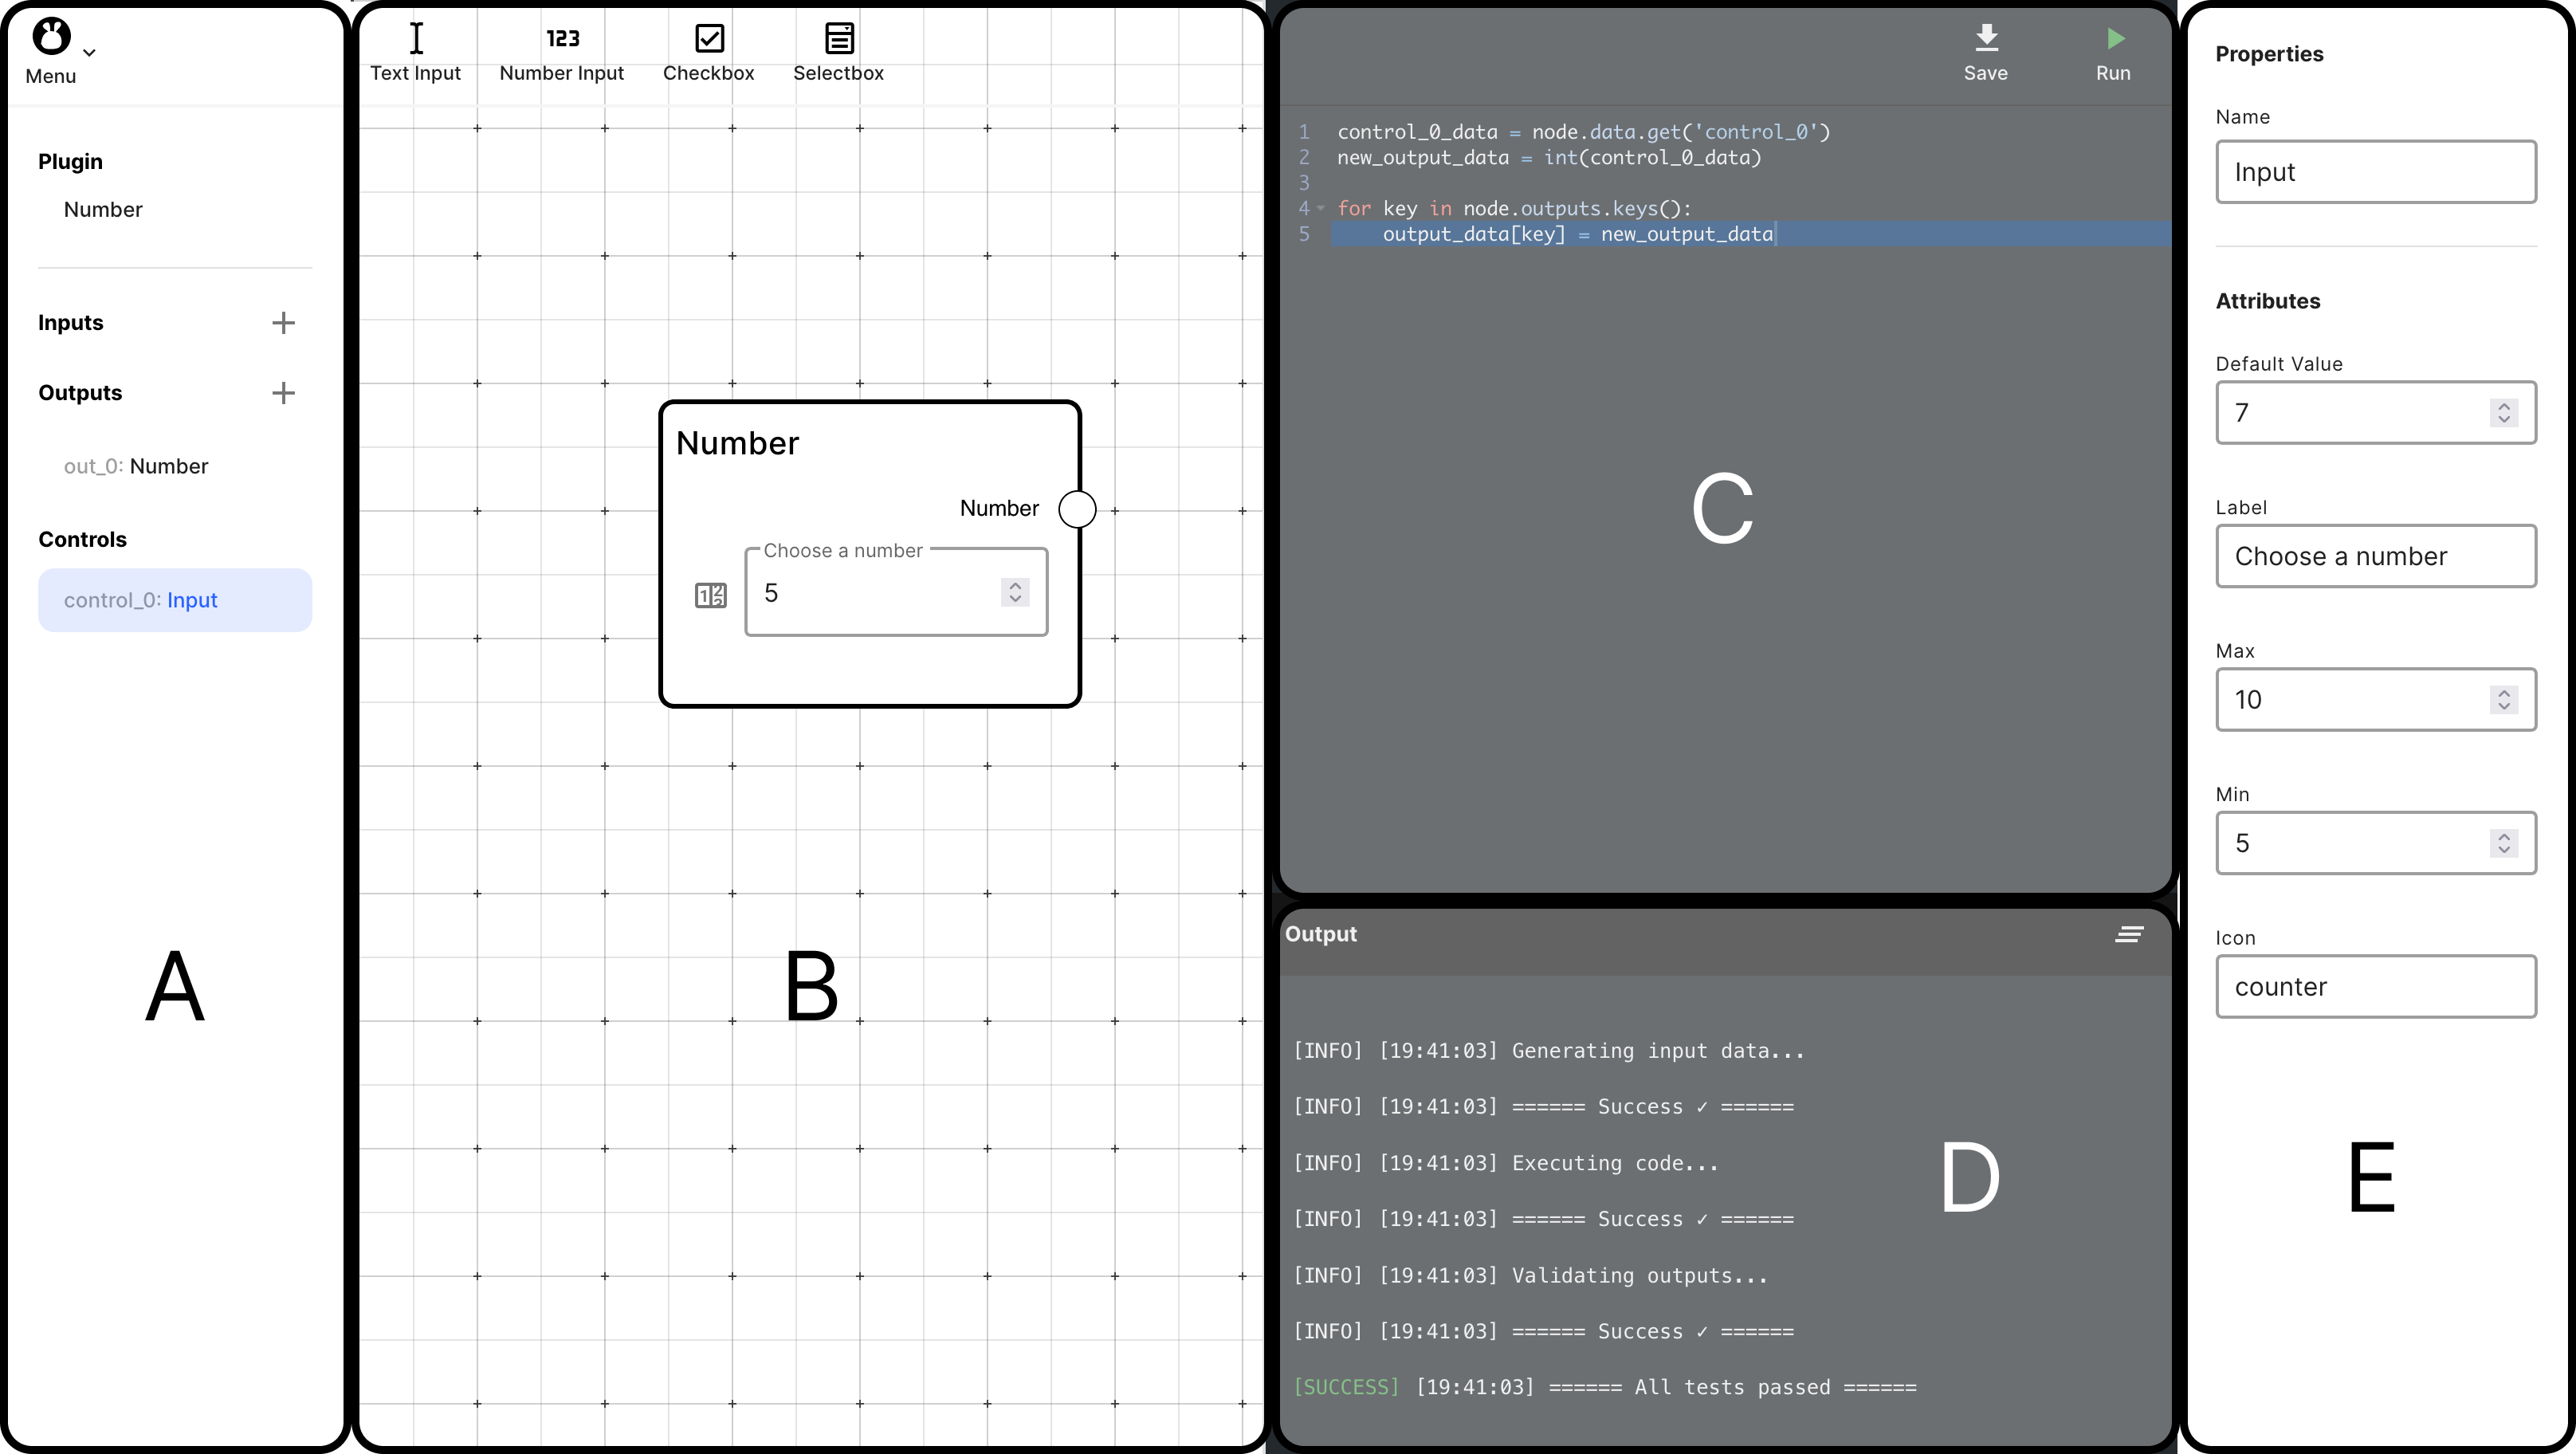 Menu
Plugin
Number
Inputs
Outputs
out_0: Number
Controls
control_0: Input
A
Text Input
123
Number Input
Checkbox
Selectbox
Number
Number
Choose a number
5
B
Save
Run
1 control_0_data = node.data.get('control_0')
2 new_output_data = int(control_0_data)
3
4 for key in node.outputs.keys():
5 output_data[key] = new_output_data
C
Output
[INFO] [19:41:03] Generating input data...
[INFO] [19:41:03] ====== Success ✓ ======
[INFO] [19:41:03] Executing code...
[INFO] [19:41:03] ====== Success ✓ ======
[INFO] [19:41:03] Validating outputs...
[INFO] [19:41:03] ====== Success ✓ ======
[SUCCESS] [19:41:03] ====== All tests passed ======
D
Properties
Name
Input
Attributes
Default Value
7
Label
Choose a number
Max
10
Min
5
Icon
counter
E